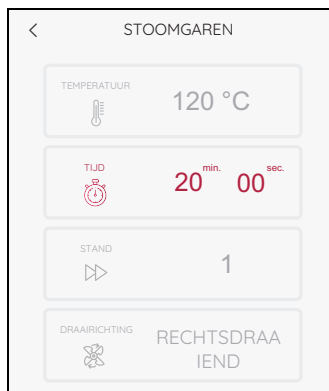 STOOMGAREN
TEMPERATUUR
120 °C
TIJD
20 min. 00 sec.
STAND
1
DRAAIRICHTING
RECHTSDRAA
IEND